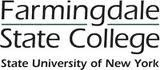 Farmingdale
State College
State University of New York